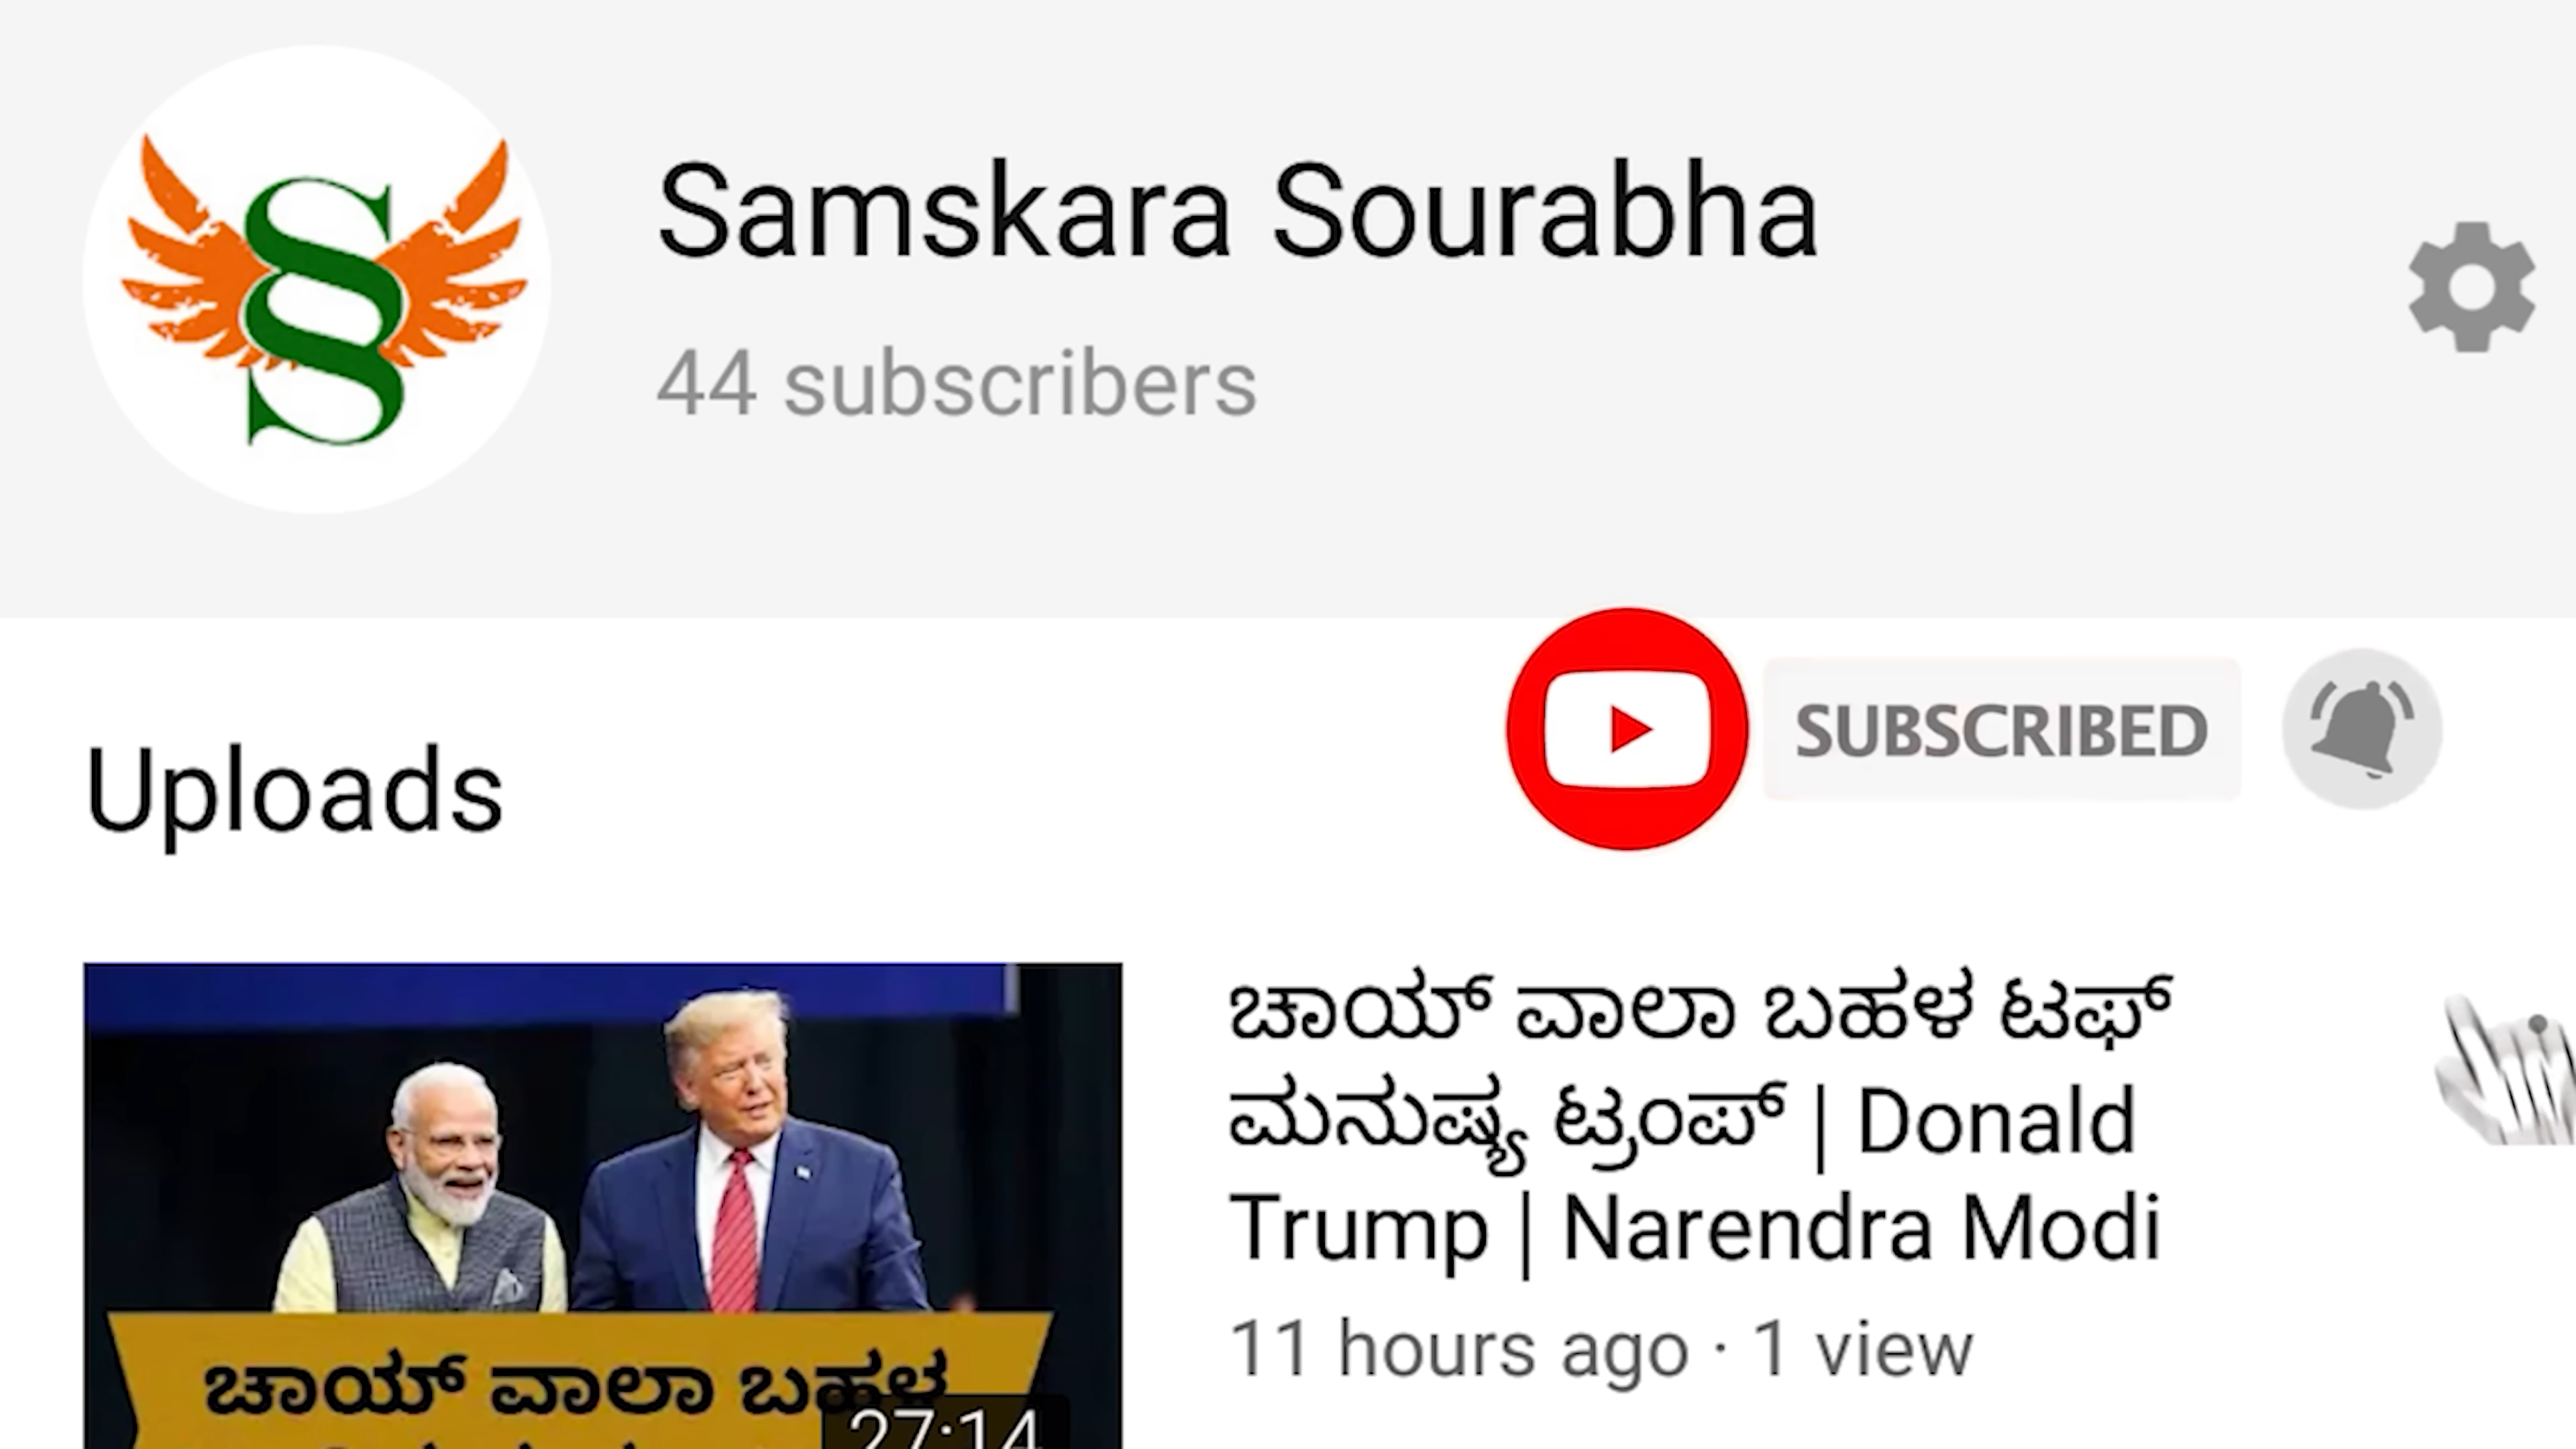 Samskara Sourabha
44 subscribers
SUBSCRIBED
Uploads
ಚಾಯ್ ವಾಲಾ ಬಹಳ ಟಫ್
ಮನುಷ್ಯ ಟ್ರಂಪ್ | Donald
Trump | Narendra Modi
11 hours ago · 1 view
ಚಾಯ್ ವಾಲಾ ಬಹಳ
27:14